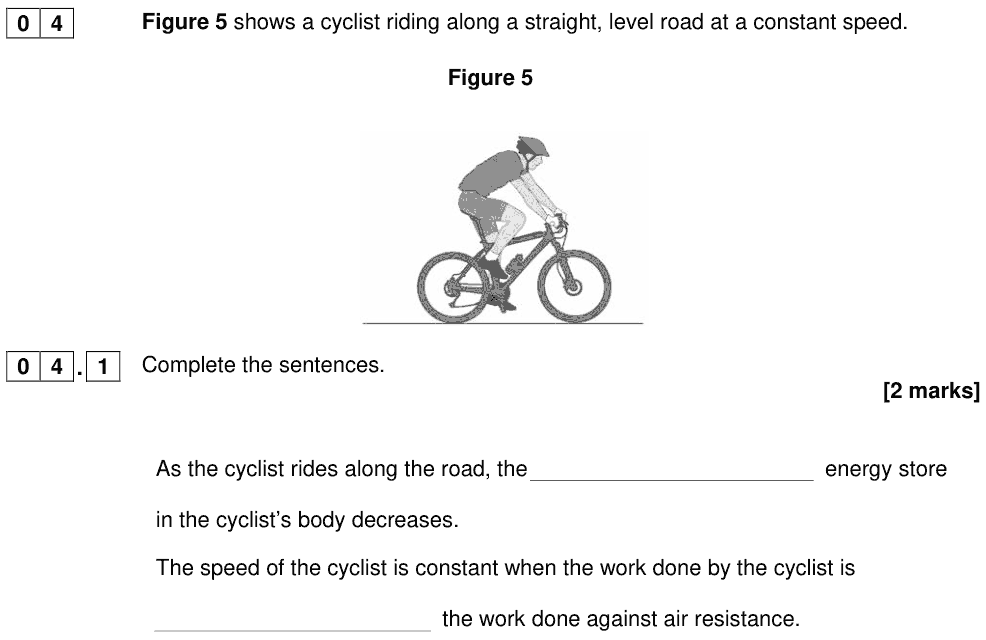 0 4 Figure 5 shows a cyclist riding along a straight, level road at a constant speed.
Figure 5
0 4 . 1 Complete the sentences.
[2 marks]
As the cyclist rides along the road, the energy store
in the cyclist's body decreases.
The speed of the cyclist is constant when the work done by the cyclist is
the work done against air resistance.